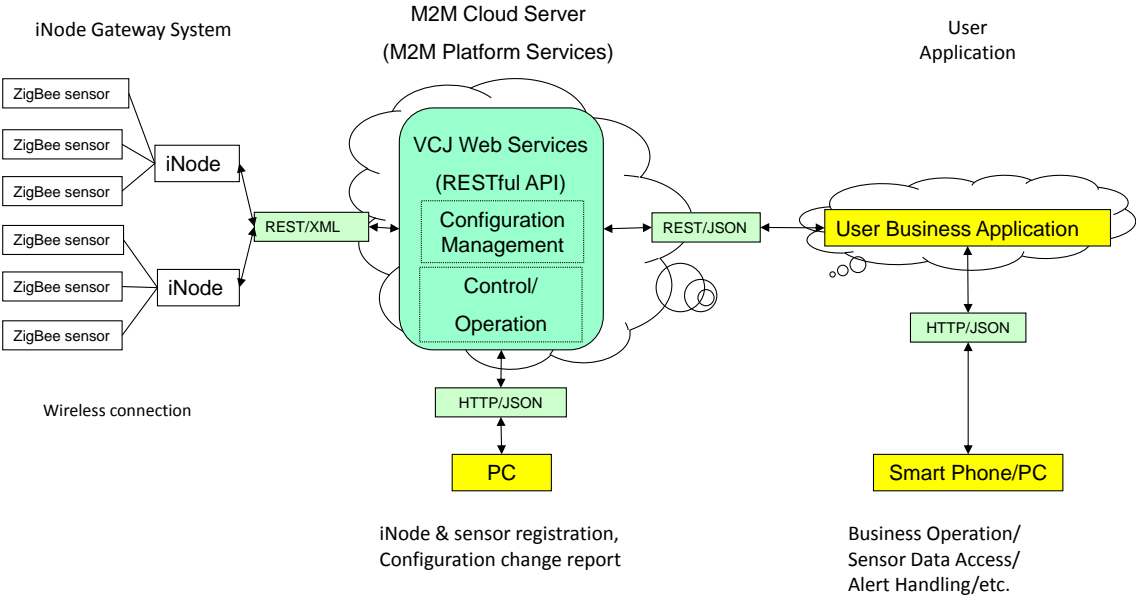 iNode Gateway System
M2M Cloud Server
(M2M Platform Services)
User
Application
ZigBee sensor
ZigBee sensor
ZigBee sensor
ZigBee sensor
ZigBee sensor
ZigBee sensor
iNode
iNode
REST/XML
VCJ Web Services
(RESTful API)
Configuration
Management
Control/
Operation
REST/JSON
User Business Application
HTTP/JSON
HTTP/JSON
Wireless connection
PC
Smart Phone/PC
iNode & sensor registration,
Configuration change report
Business Operation/
Sensor Data Access/
Alert Handling/etc.